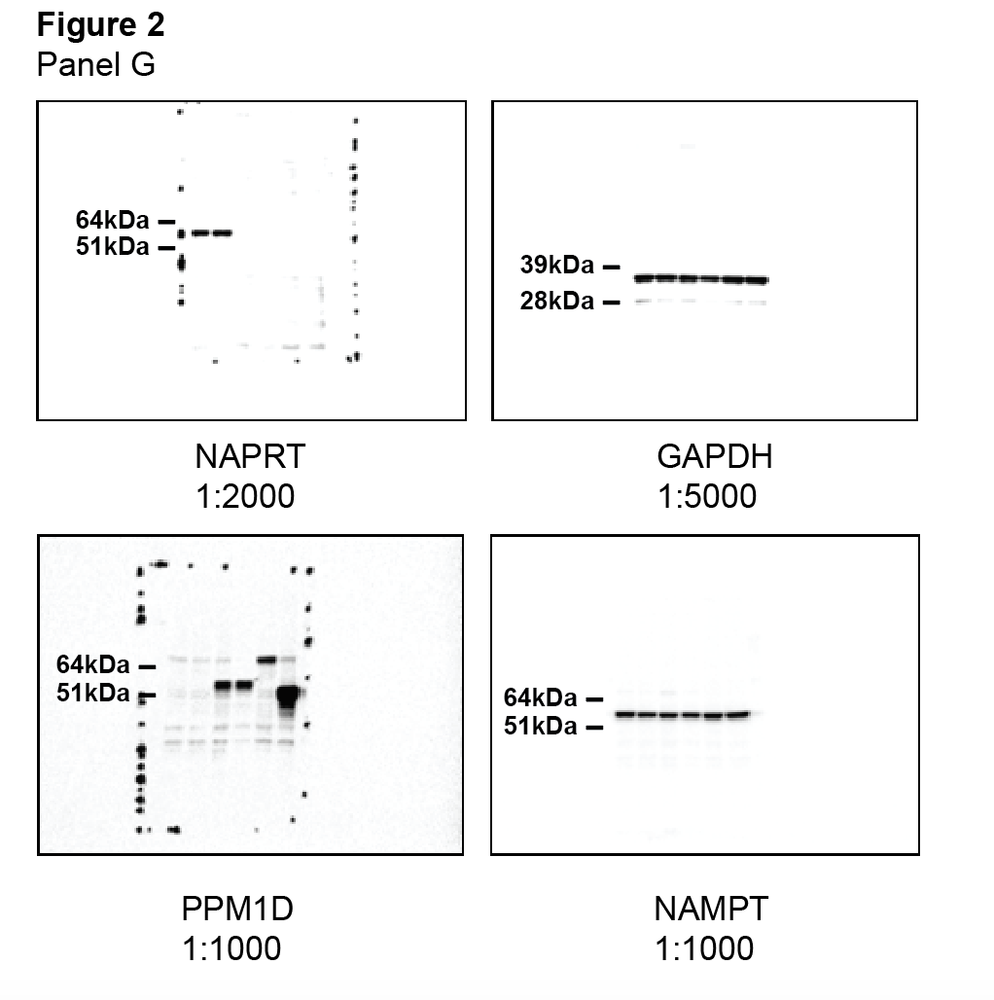 Figure 2
Panel G
64kDa
51kDa
39kDa
28kDa
NAPRT
1:2000
GAPDH
1:5000
64kDa
51kDa
64kDa
51kDa
PPM1D
1:1000
NAMPT
1:1000